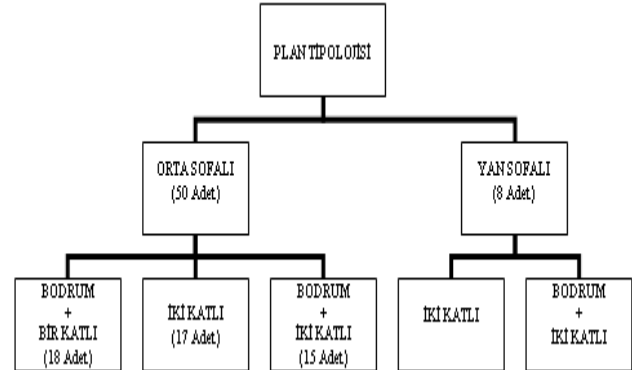 PLAN TİPOLOJİSİ
ORTA SOFALI
(50 Adet)
YAN SOFALI
(8 Adet)
BODRUM
+
BİR KATLI
(18 Adet)
İKİ KATLI
(17 Adet)
BODRUM
+
İKİ KATLI
(15 Adet)
İKİ KATLI
BODRUM
+
İKİ KATLI